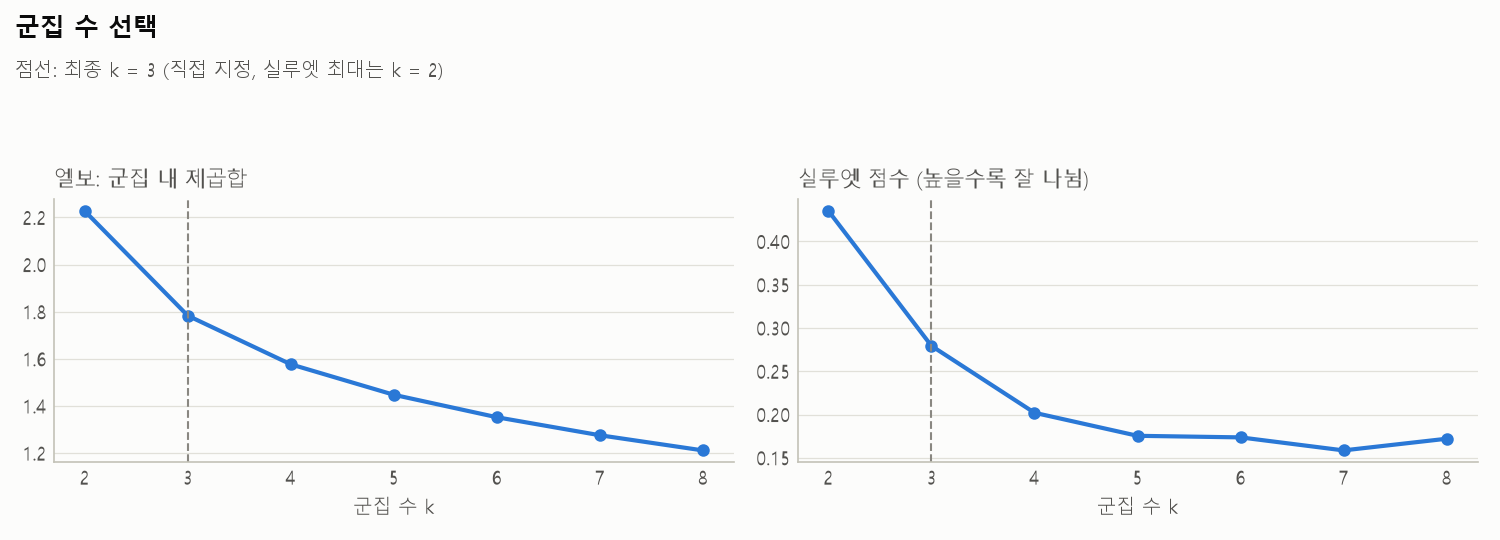 군집 수 선택
점선: 최종 k = 3 (직접 지정, 실루엣 최대는 k = 2)
엘보: 군집 내 제곱합
2.2
2.0
1.8
1.6
1.4
1.2
2 3 4 5 6 7 8
군집 수 k
실루엣 점수 (높을수록 잘 나뉨)
0.40
0.35
0.30
0.25
0.20
0.15
2 3 4 5 6 7 8
군집 수 k